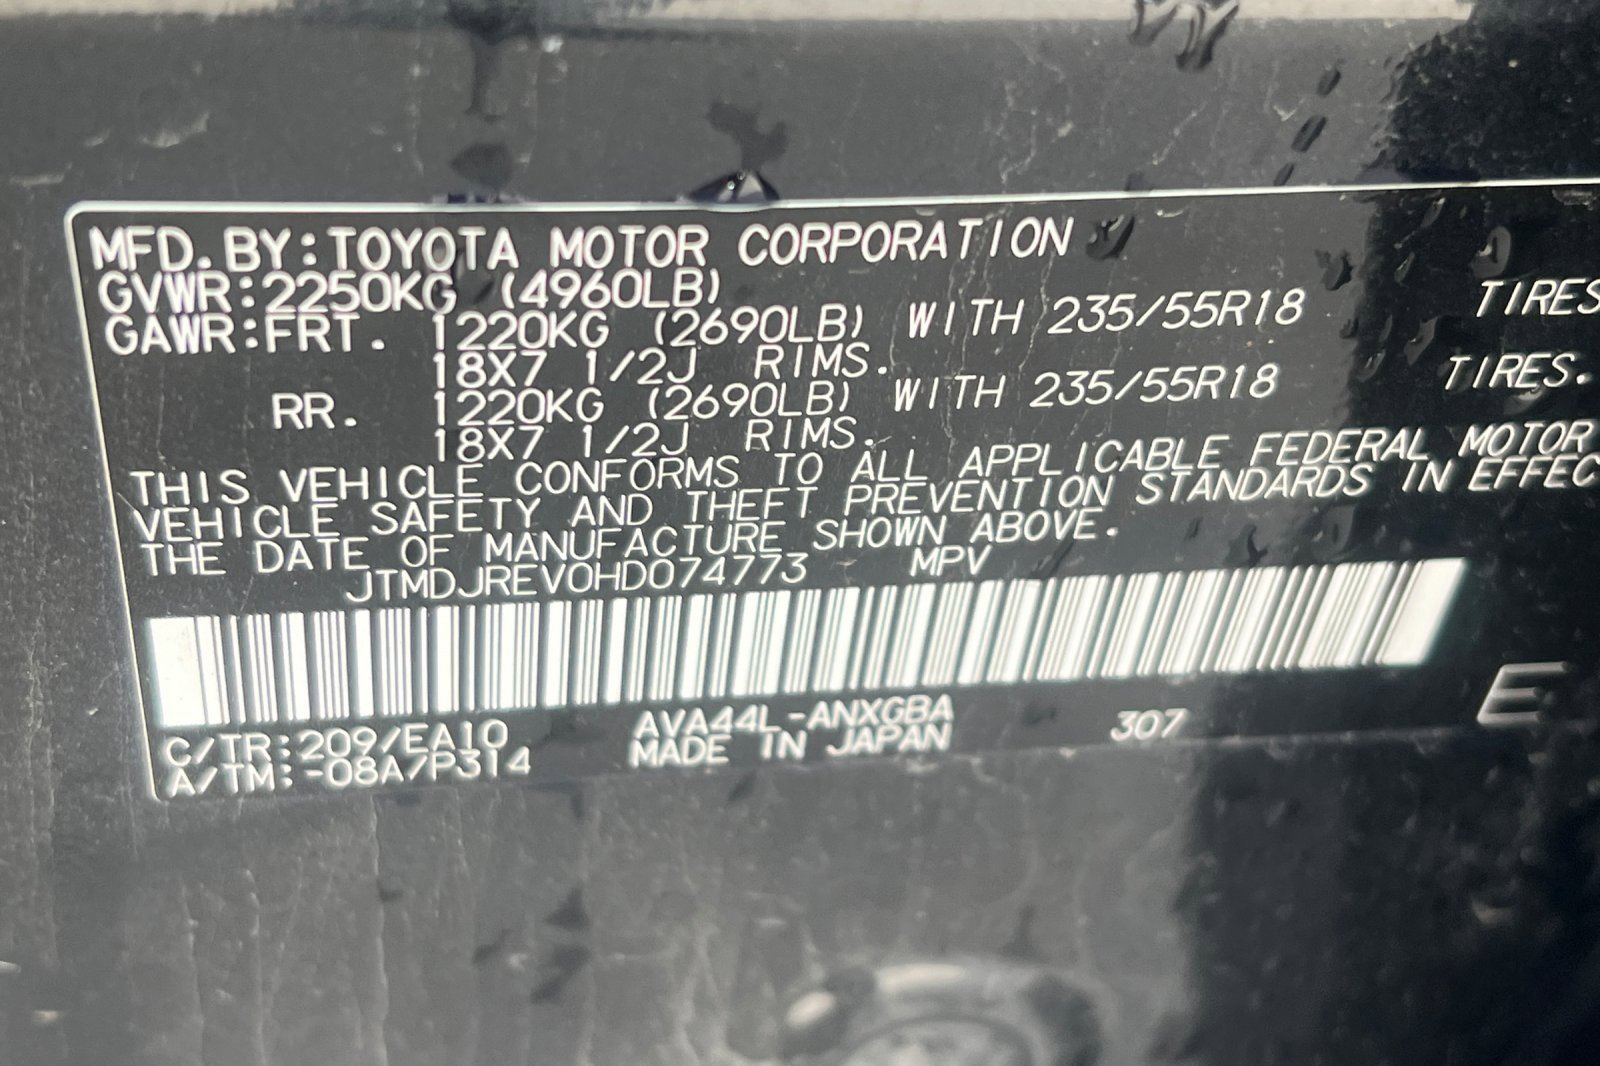 MFD.BY:TOYOTA MOTOR CORPORATION
GVWR:2250KG (4960LB)
GAWR:FRT. 1220KG (2690LB) WITH 235/55R18 TIRES
18X7 1/2J RIMS.
RR. 1220KG (2690LB) WITH 235/55R18 TIRES.
18X7 1/2J RIMS.
THIS VEHICLE CONFORMS TO ALL APPLICABLE FEDERAL MOTOR
VEHICLE SAFETY AND THEFT PREVENTION STANDARDS IN EFFEC
THE DATE OF MANUFACTURE SHOWN ABOVE.
JTMDJREV0HD074773 MPV
C/TR:209/EA10 AVA44L-ANXGBA 307 E
A/TM:-08A/P314 MADE IN JAPAN